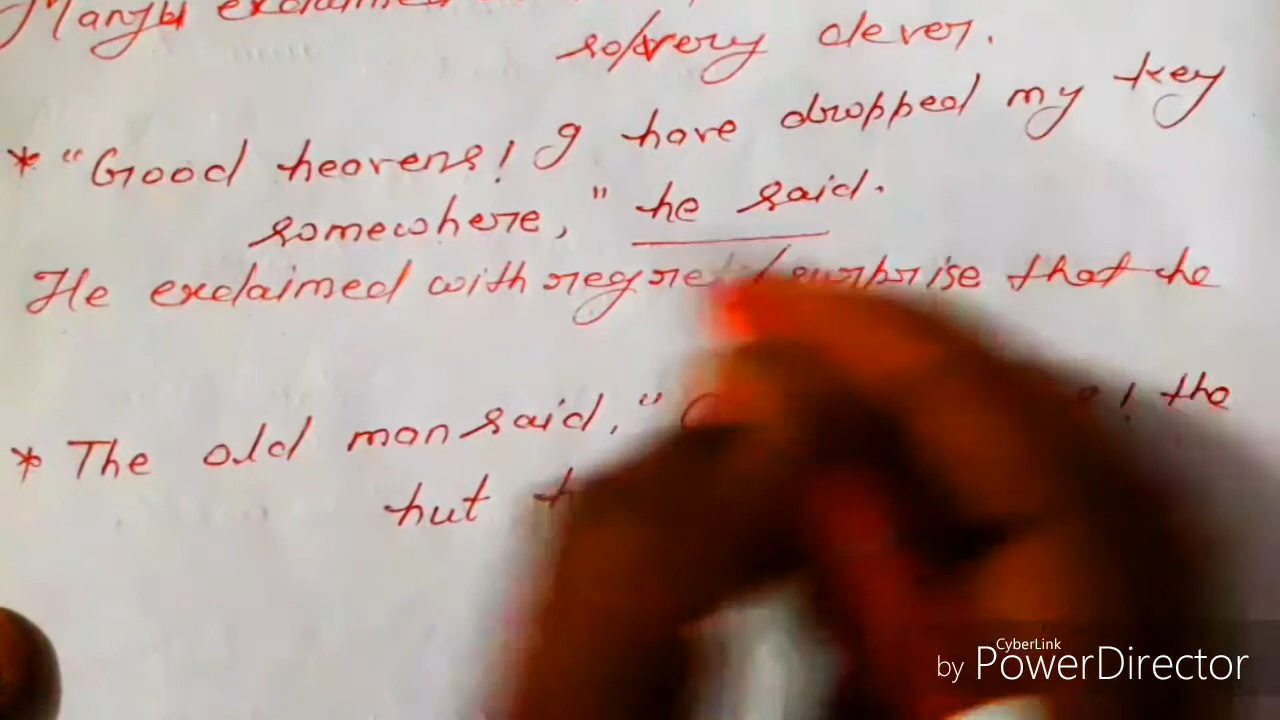 Manju exclaimed
so/very clever.
* "Good heavens! I have dropped my key
somewhere," he said.
He exclaimed with regret/surprise that he
* The old man said, " ! the
hut
CyberLink
by PowerDirector